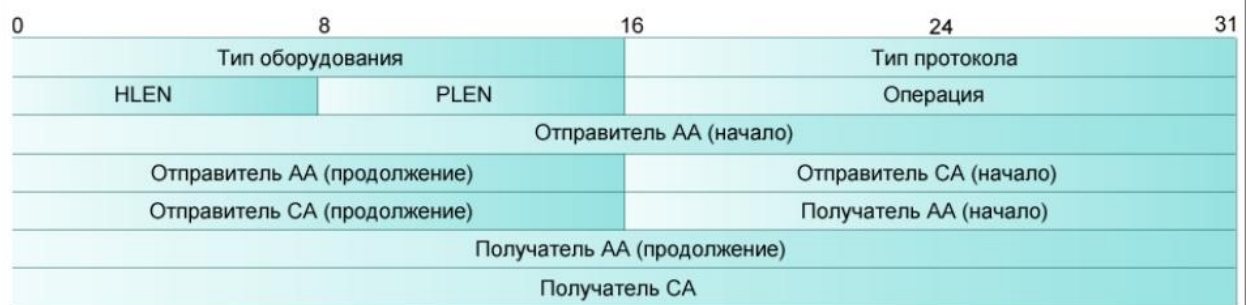 0 8 16 24 31
Тип оборудования Тип протокола
HLEN PLEN Операция
Отправитель АА (начало)
Отправитель АА (продолжение) Отправитель СА (начало)
Отправитель СА (продолжение) Получатель АА (начало)
Получатель АА (продолжение)
Получатель СА